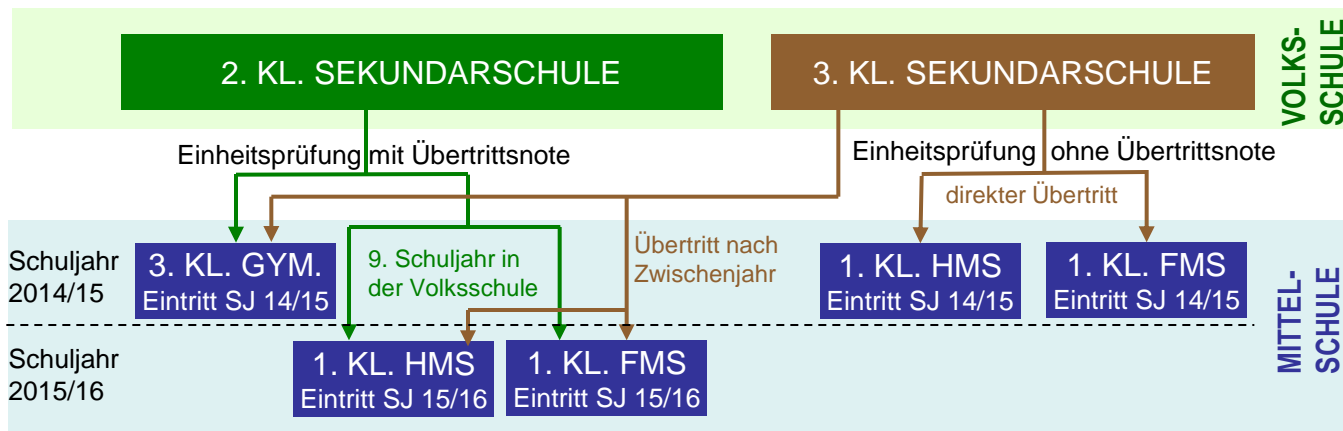 2. KL. SEKUNDARSCHULE
3. KL. SEKUNDARSCHULE
VOLKS-
SCHULE
Einheitsprüfung mit Übertrittsnote
Einheitsprüfung ohne Übertrittsnote
direkter Übertritt
Schuljahr
2014/15
3. KL. GYM.
Eintritt SJ 14/15
9. Schuljahr in
der Volksschule
Übertritt nach
Zwischenjahr
1. KL. HMS
Eintritt SJ 14/15
1. KL. FMS
Eintritt SJ 14/15
MITTEL-
SCHULE
Schuljahr
2015/16
1. KL. HMS
Eintritt SJ 15/16
1. KL. FMS
Eintritt SJ 15/16